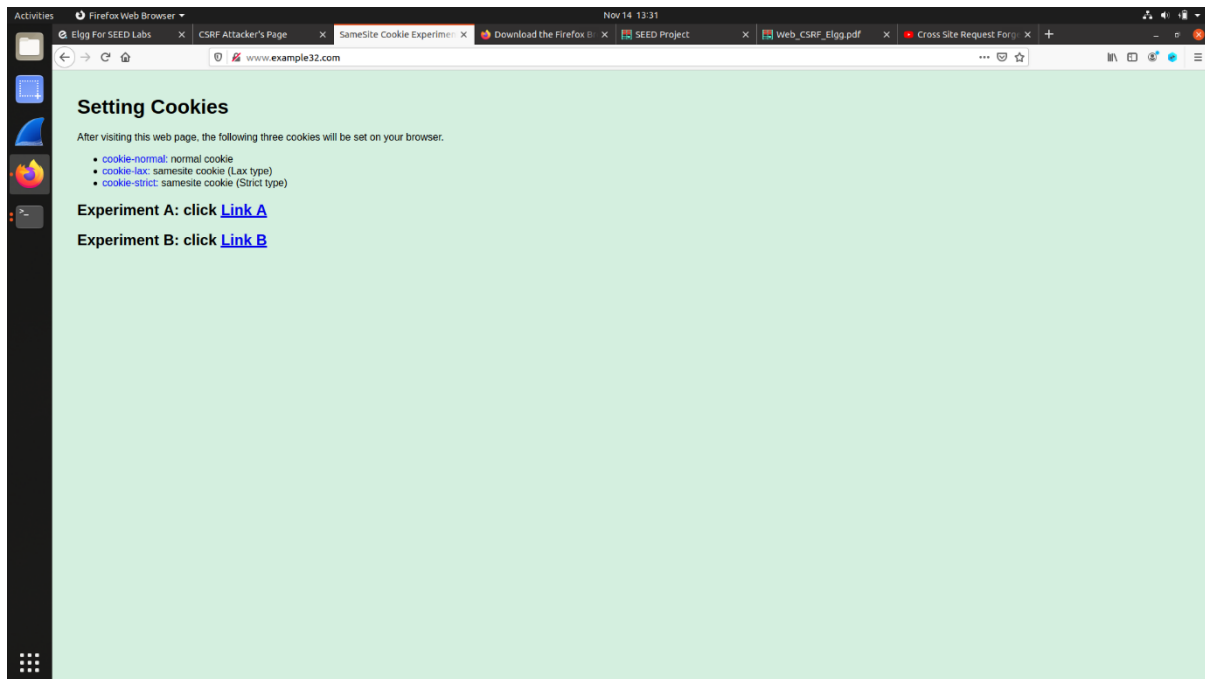 Activities Firefox Web Browser Nov 14 13:31
Elgg For SEED Labs CSRF Attacker's Page SameSite Cookie Experimen Download the Firefox Br SEED Project Web_CSRF_Elgg.pdf Cross Site Request Forg
www.example32.com
Setting Cookies
After visiting this web page, the following three cookies will be set on your browser.
• cookie-normal: normal cookie
• cookie-lax: samesite cookie (Lax type)
• cookie-strict: samesite cookie (Strict type)
Experiment A: click Link A
Experiment B: click Link B